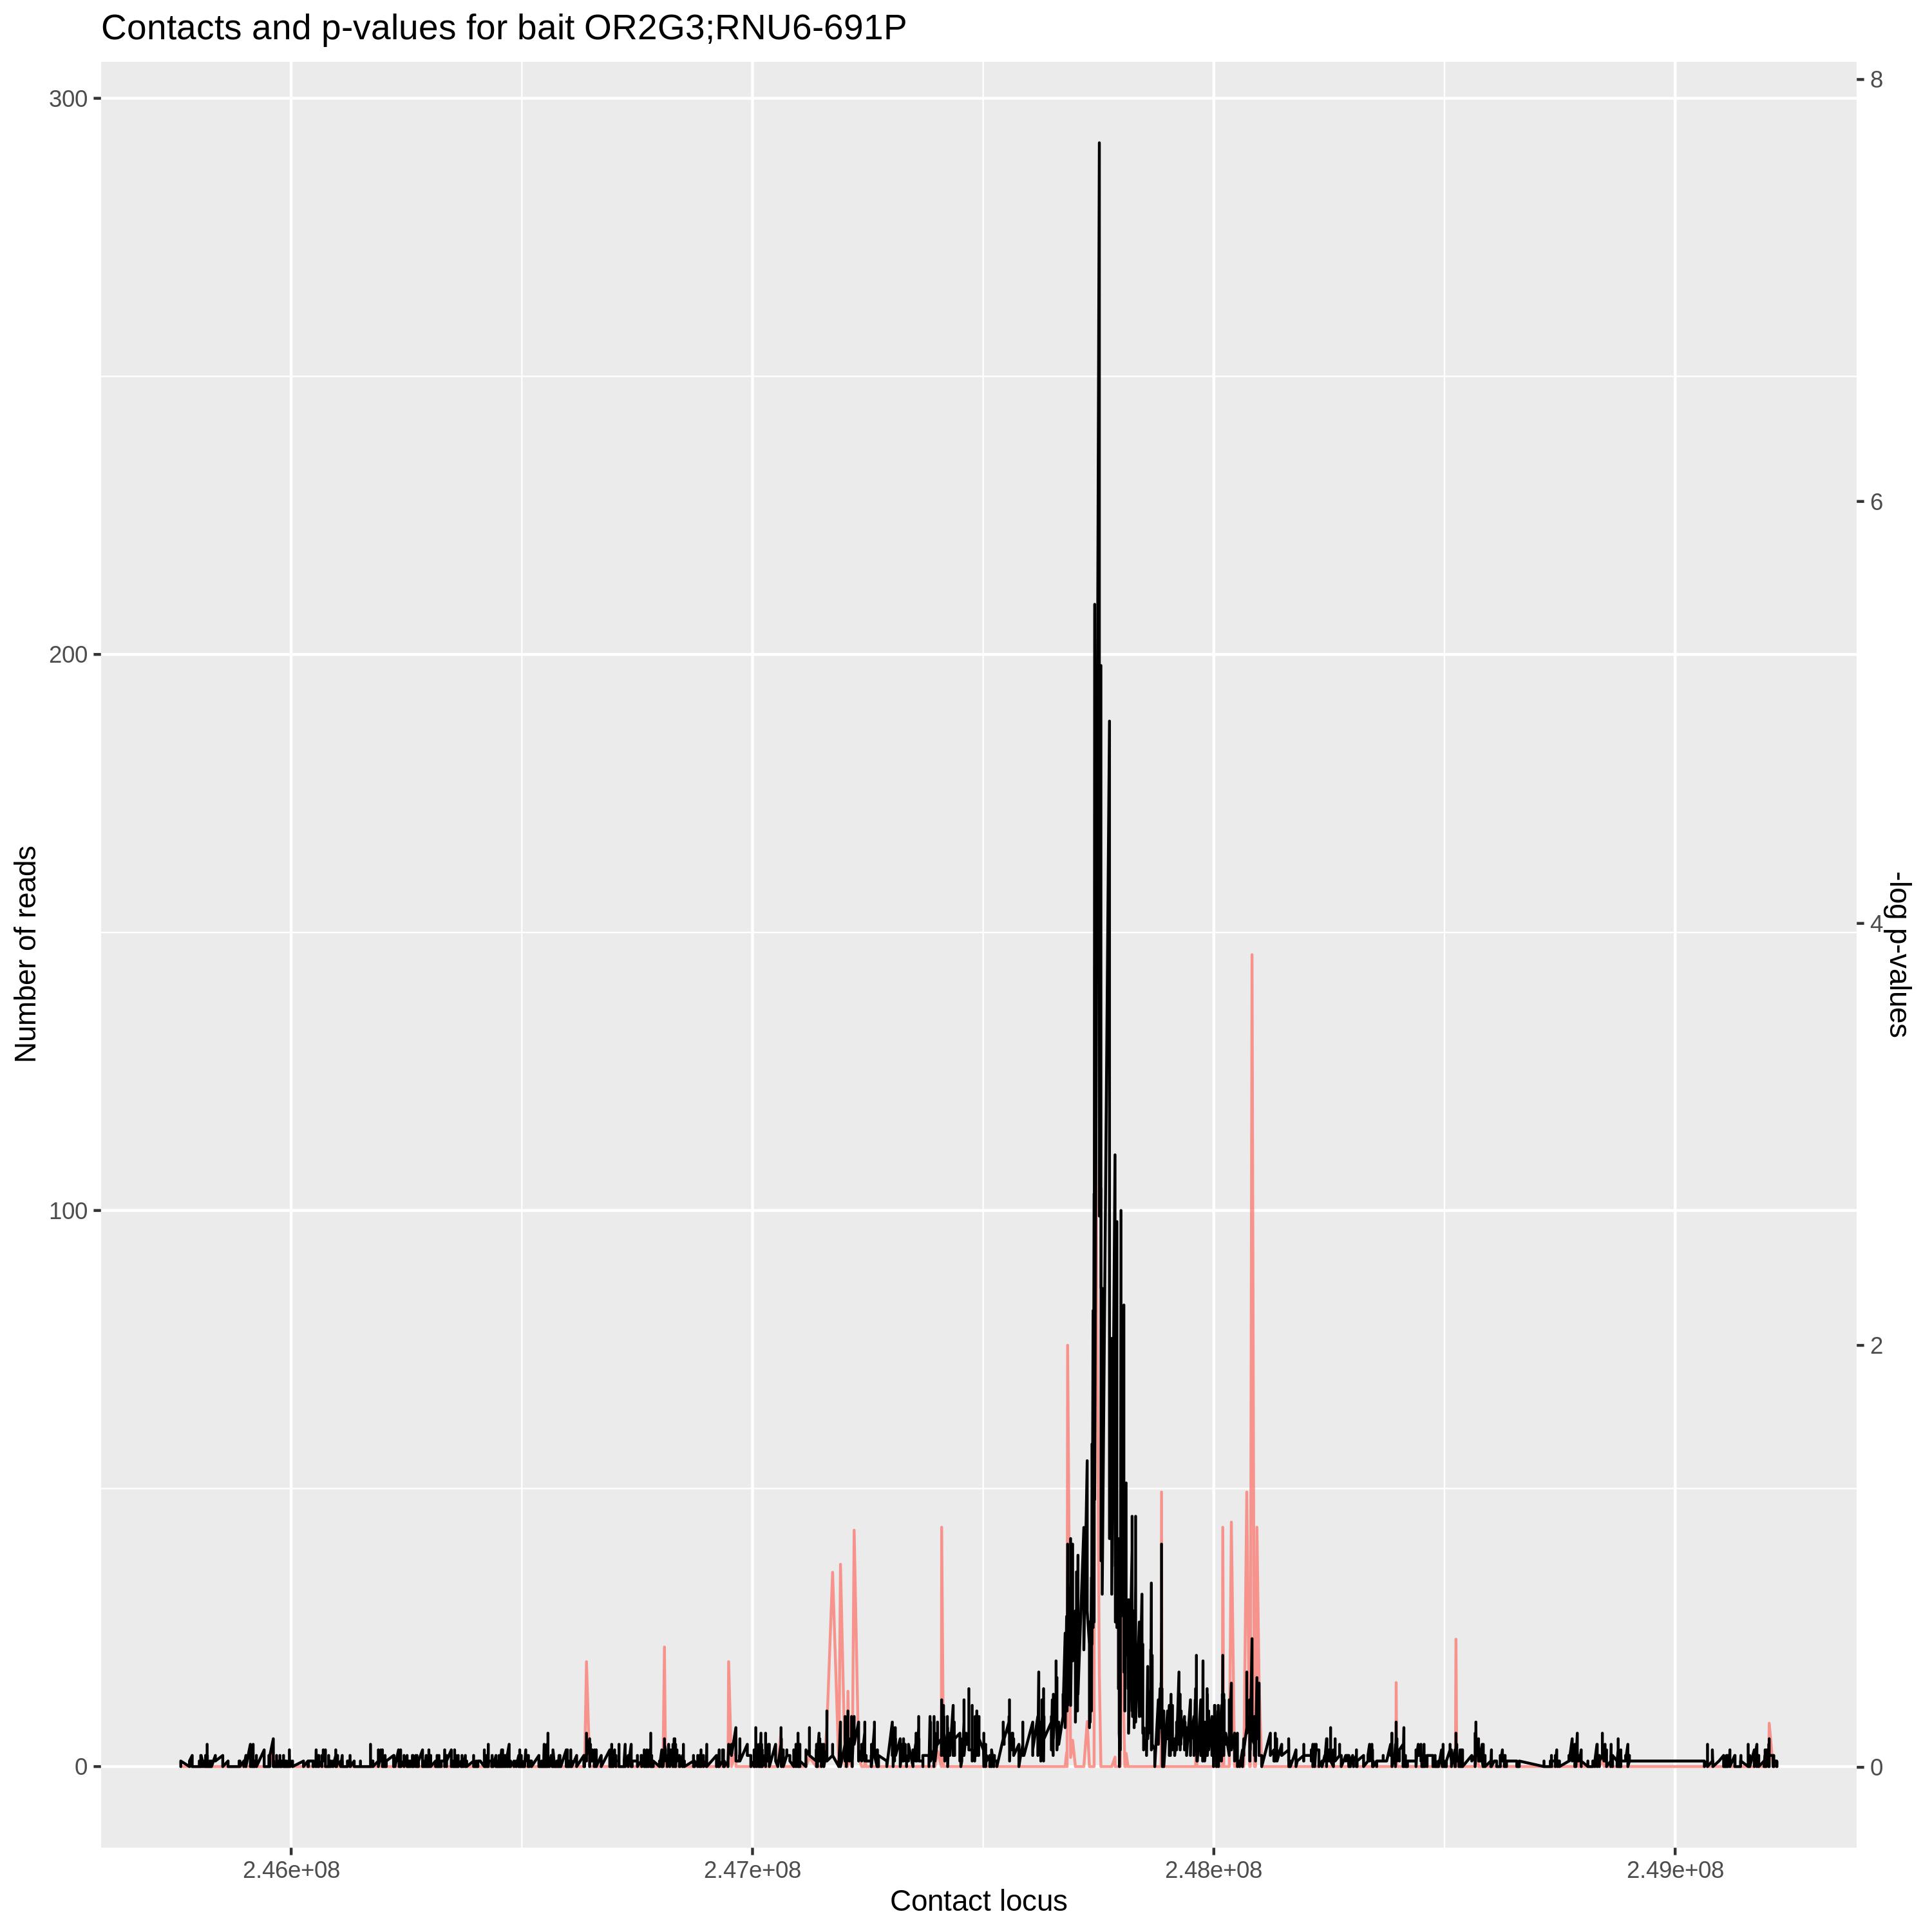 Contacts and p-values for bait OR2G3;RNU6-691P
300
200
100
0
Number of reads
8
6
4
2
0
-log p-values
2.46e+08
2.47e+08
2.48e+08
2.49e+08
Contact locus